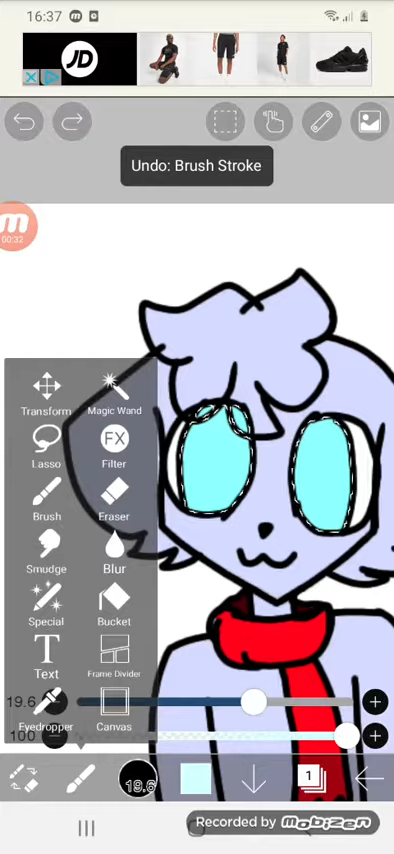 16:37
JD
Undo: Brush Stroke
00:32
Transform
Magic Wand
FX
Lasso
Filter
Brush
Eraser
Smudge
Blur
Special
Bucket
T
Text
Frame Divider
19.6
Eyedropper
Canvas
100
19.6
1
Recorded by mobizen